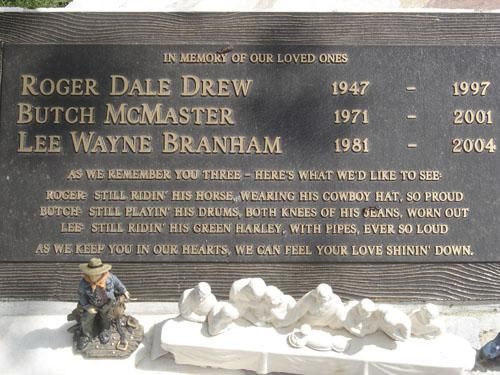 IN MEMORY OF OUR LOVED ONES
ROGER DALE DREW 1947 - 1997
BUTCH MCMASTER 1971 - 2001
LEE WAYNE BRANHAM 1981 - 2004
AS WE REMEMBER YOU THREE - HERE'S WHAT WE'D LIKE TO SEE:
ROGER: STILL RIDIN' HIS HORSE, WEARING HIS COWBOY HAT, SO PROUD
BUTCH: STILL PLAYIN' HIS DRUMS, BOTH KNEES OF HIS JEANS, WORN OUT
LEE: STILL RIDIN' HIS GREEN HARLEY, WITH PIPES, EVER SO LOUD
AS WE KEEP YOU IN OUR HEARTS, WE CAN FEEL YOUR LOVE SHININ' DOWN.